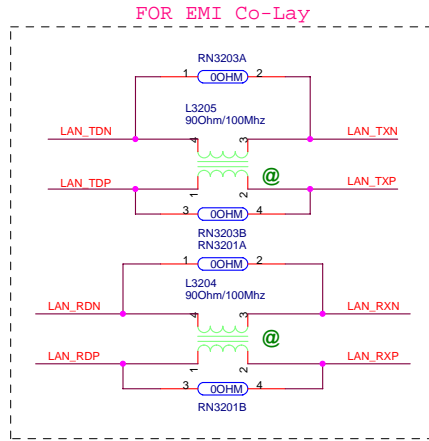 FOR EMI Co-Lay
RN3203A
1 0OHM 2
L3205
90Ohm/100Mhz
LAN_TDN 4 3 LAN_TXN
@
LAN_TDP 1 2 LAN_TXP
3 0OHM 4
RN3203B
RN3201A
1 0OHM 2
L3204
90Ohm/100Mhz
LAN_RDN 4 3 LAN_RXN
@
LAN_RDP 1 2 LAN_RXP
3 0OHM 4
RN3201B